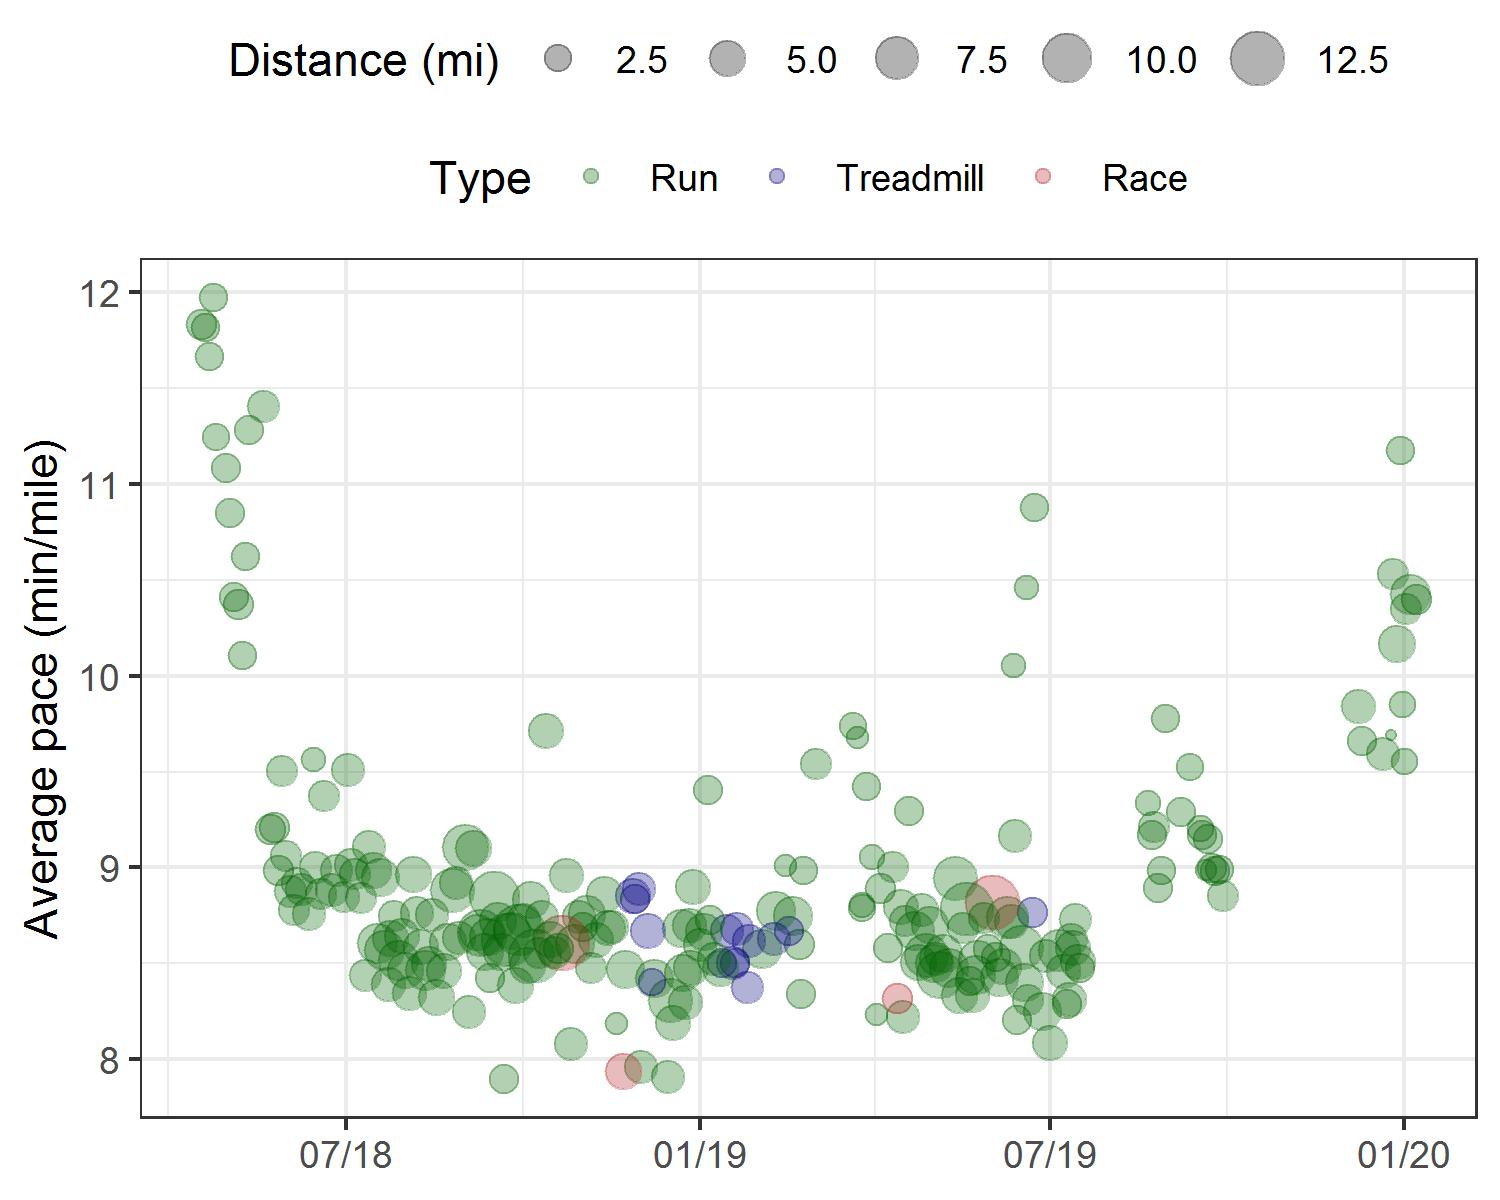 Distance (mi) 2.5 5.0 7.5 10.0 12.5
Type Run Treadmill Race
Average pace (min/mile)
12
11
10
9
8
07/18 01/19 07/19 01/20